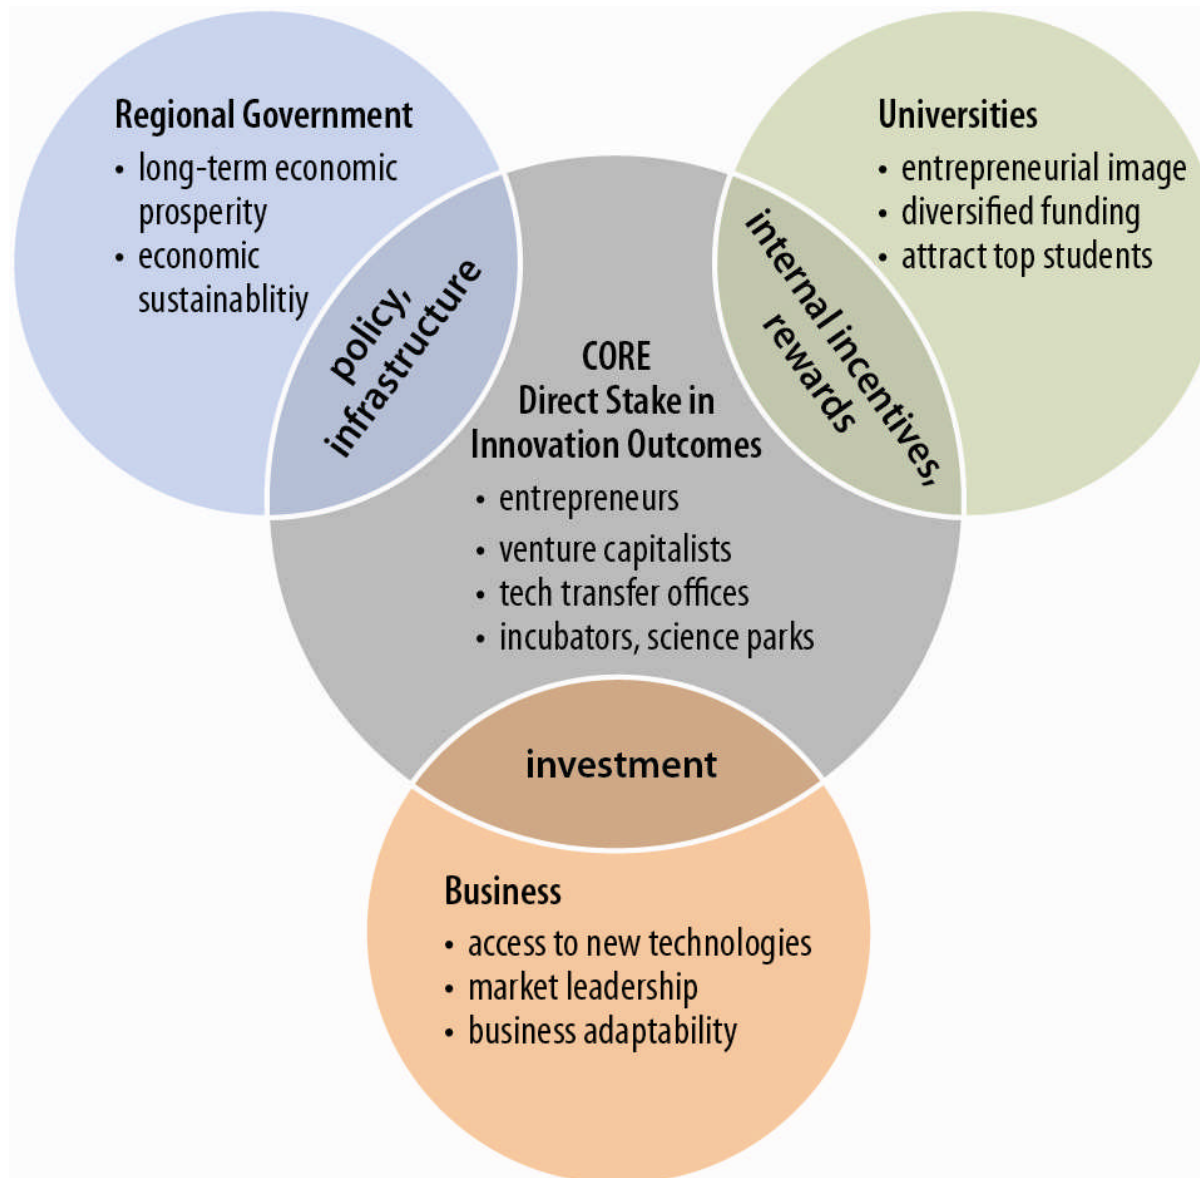 Regional Government
• long-term economic
prosperity
• economic
sustainablitiy
policy,
infrastructure
Universities
• entrepreneurial image
• diversified funding
• attract top students
internal incentives,
rewards
CORE
Direct Stake in
Innovation Outcomes
• entrepreneurs
• venture capitalists
• tech transfer offices
• incubators, science parks
investment
Business
• access to new technologies
• market leadership
• business adaptability